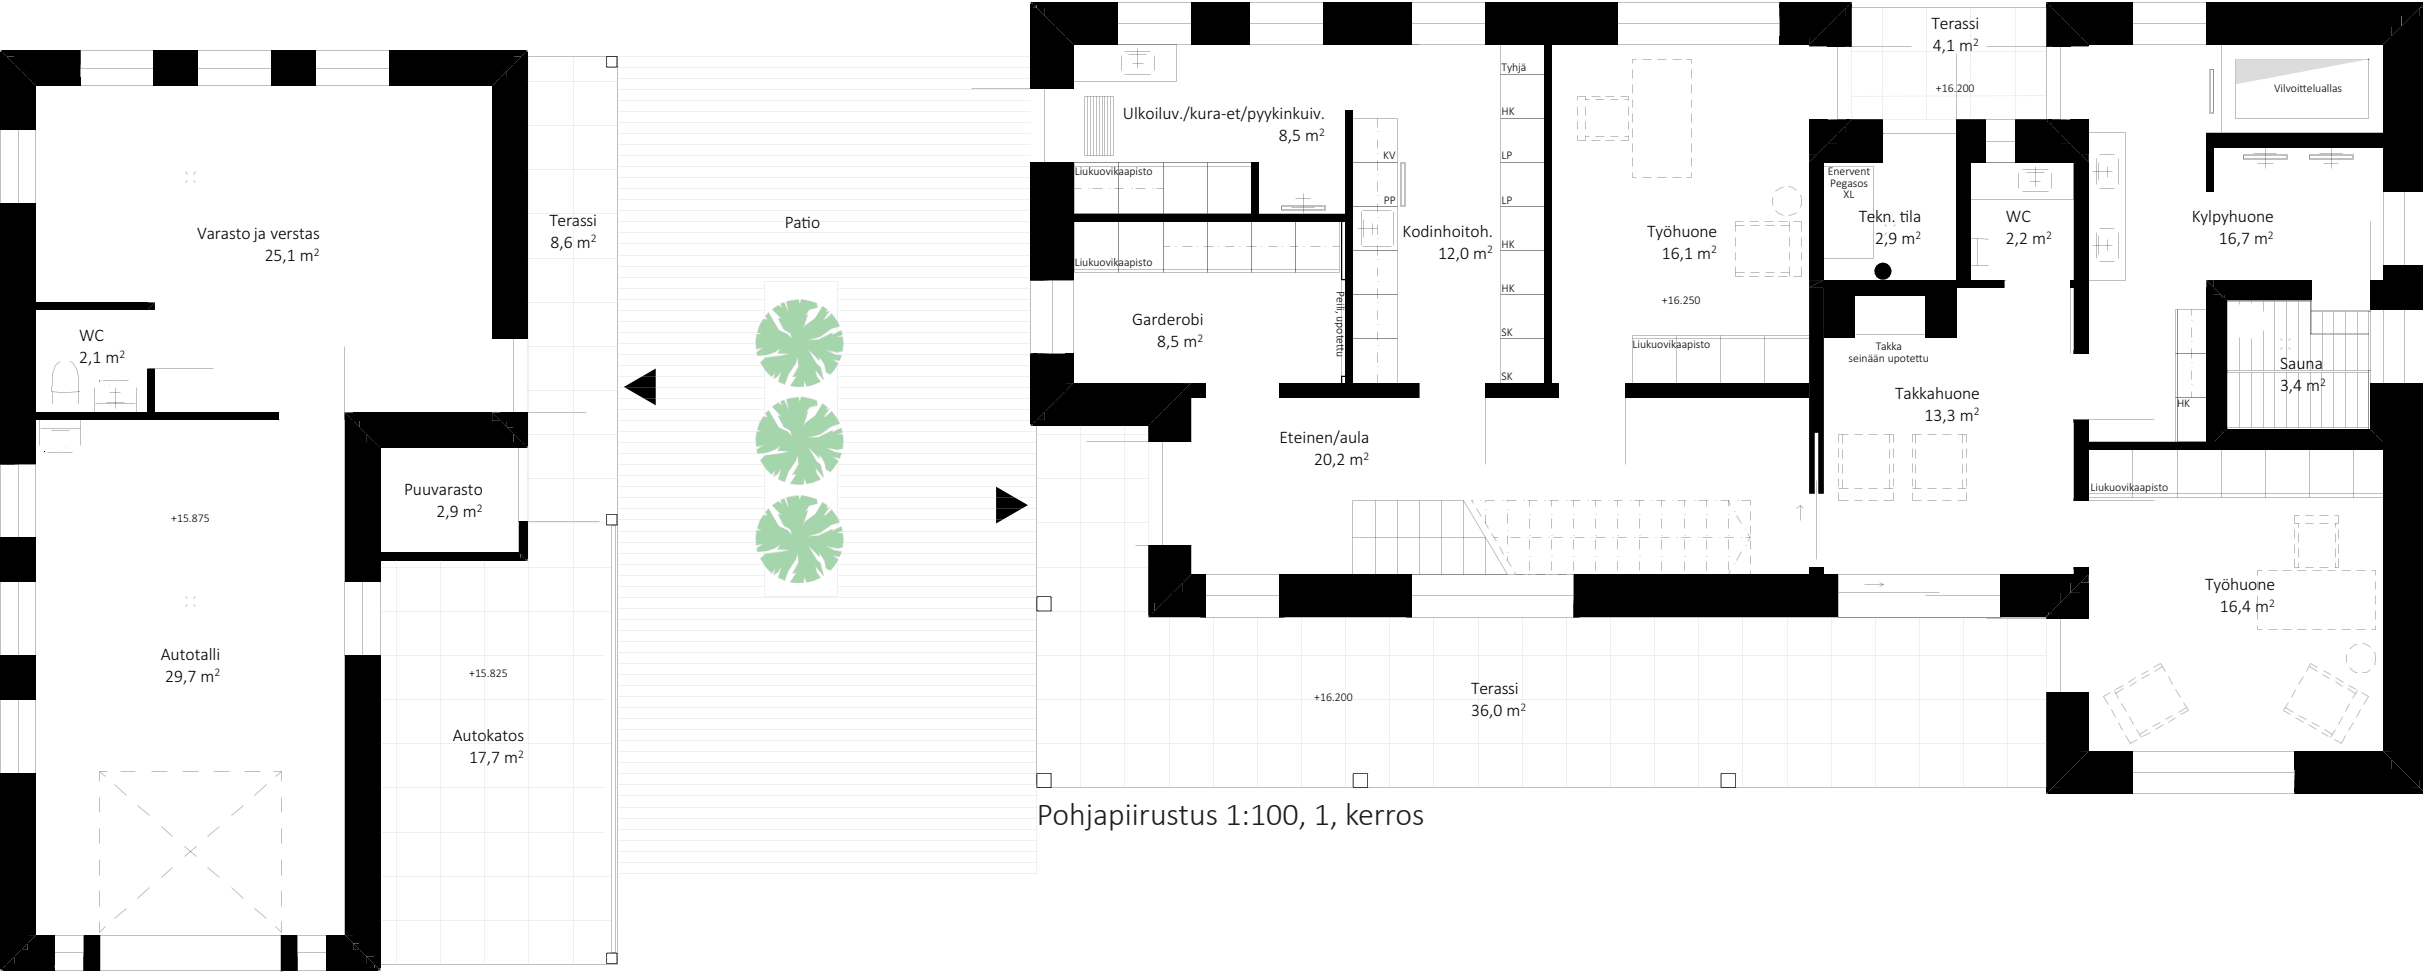 Terassi
4,1 m²
+16.200
Tyhjä
HK
LP
LP
HK
HK
SK
SK
KV
PP
Ulkoiluv./kura-et/pyykinkuiv.
8,5 m²
Liukuovikaapisto
Liukuovikaapisto
Peili, upotettu
Garderobi
8,5 m²
Kodinhoitoh.
12,0 m²
Työhuone
16,1 m²
+16.250
Liukuovikaapisto
Enervent
Pegasos
XL
Tekn. tila
2,9 m²
WC
2,2 m²
Vilvoitteluallas
Kylpyhuone
16,7 m²
Sauna
3,4 m²
HK
Takka
seinään upotettu
Takkahuone
13,3 m²
Eteinen/aula
20,2 m²
Liukuovikaapisto
Työhuone
16,4 m²
Terassi
36,0 m²
+16.200
Varasto ja verstas
25,1 m²
Terassi
8,6 m²
Patio
WC
2,1 m²
Puuvarasto
2,9 m²
+15.875
Autotalli
29,7 m²
+15.825
Autokatos
17,7 m²
Pohjapiirustus 1:100, 1, kerros